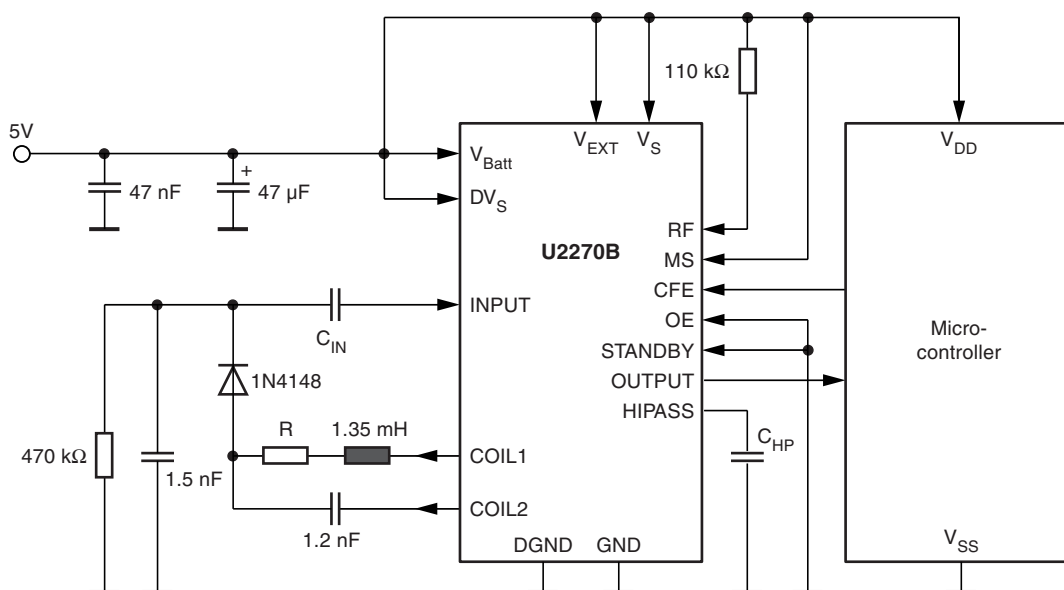 110 kΩ
5V
V_EXT
V_S
V_DD
V_Batt
47 nF
+
47 µF
DV_S
RF
U2270B
MS
CFE
INPUT
OE
C_IN
Micro-
controller
STANDBY
1N4148
OUTPUT
HIPASS
R
1.35 mH
C_HP
470 kΩ
COIL1
1.5 nF
COIL2
1.2 nF
DGND
GND
V_SS